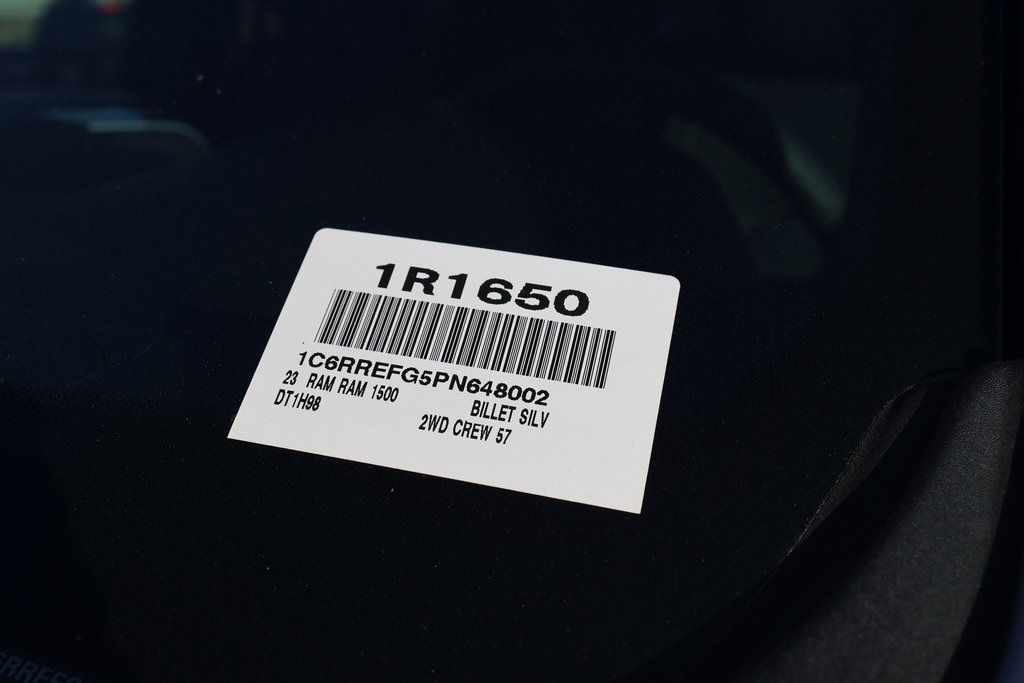 1R1650
1C6RREFG5PN648002
23 RAM RAM 1500 BILLET SILV
DT1H98 2WD CREW 57